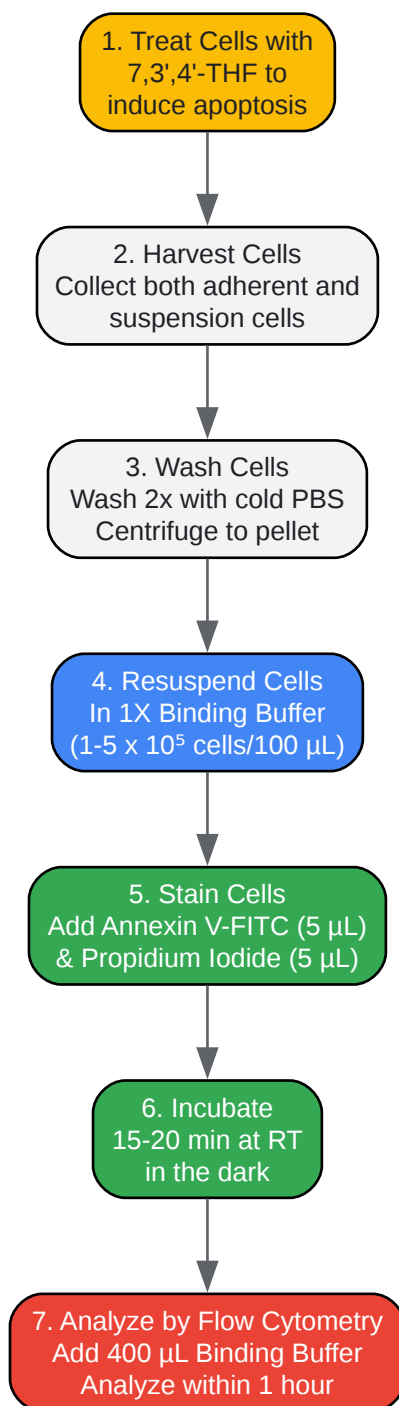 1. Treat Cells with
7,3',4'-THF to
induce apoptosis
2. Harvest Cells
Collect both adherent and
suspension cells
3. Wash Cells
Wash 2x with cold PBS
Centrifuge to pellet
4. Resuspend Cells
In 1X Binding Buffer
(1-5 x 10⁵ cells/100 µL)
5. Stain Cells
Add Annexin V-FITC (5 µL)
& Propidium Iodide (5 µL)
6. Incubate
15-20 min at RT
in the dark
7. Analyze by Flow Cytometry
Add 400 µL Binding Buffer
Analyze within 1 hour